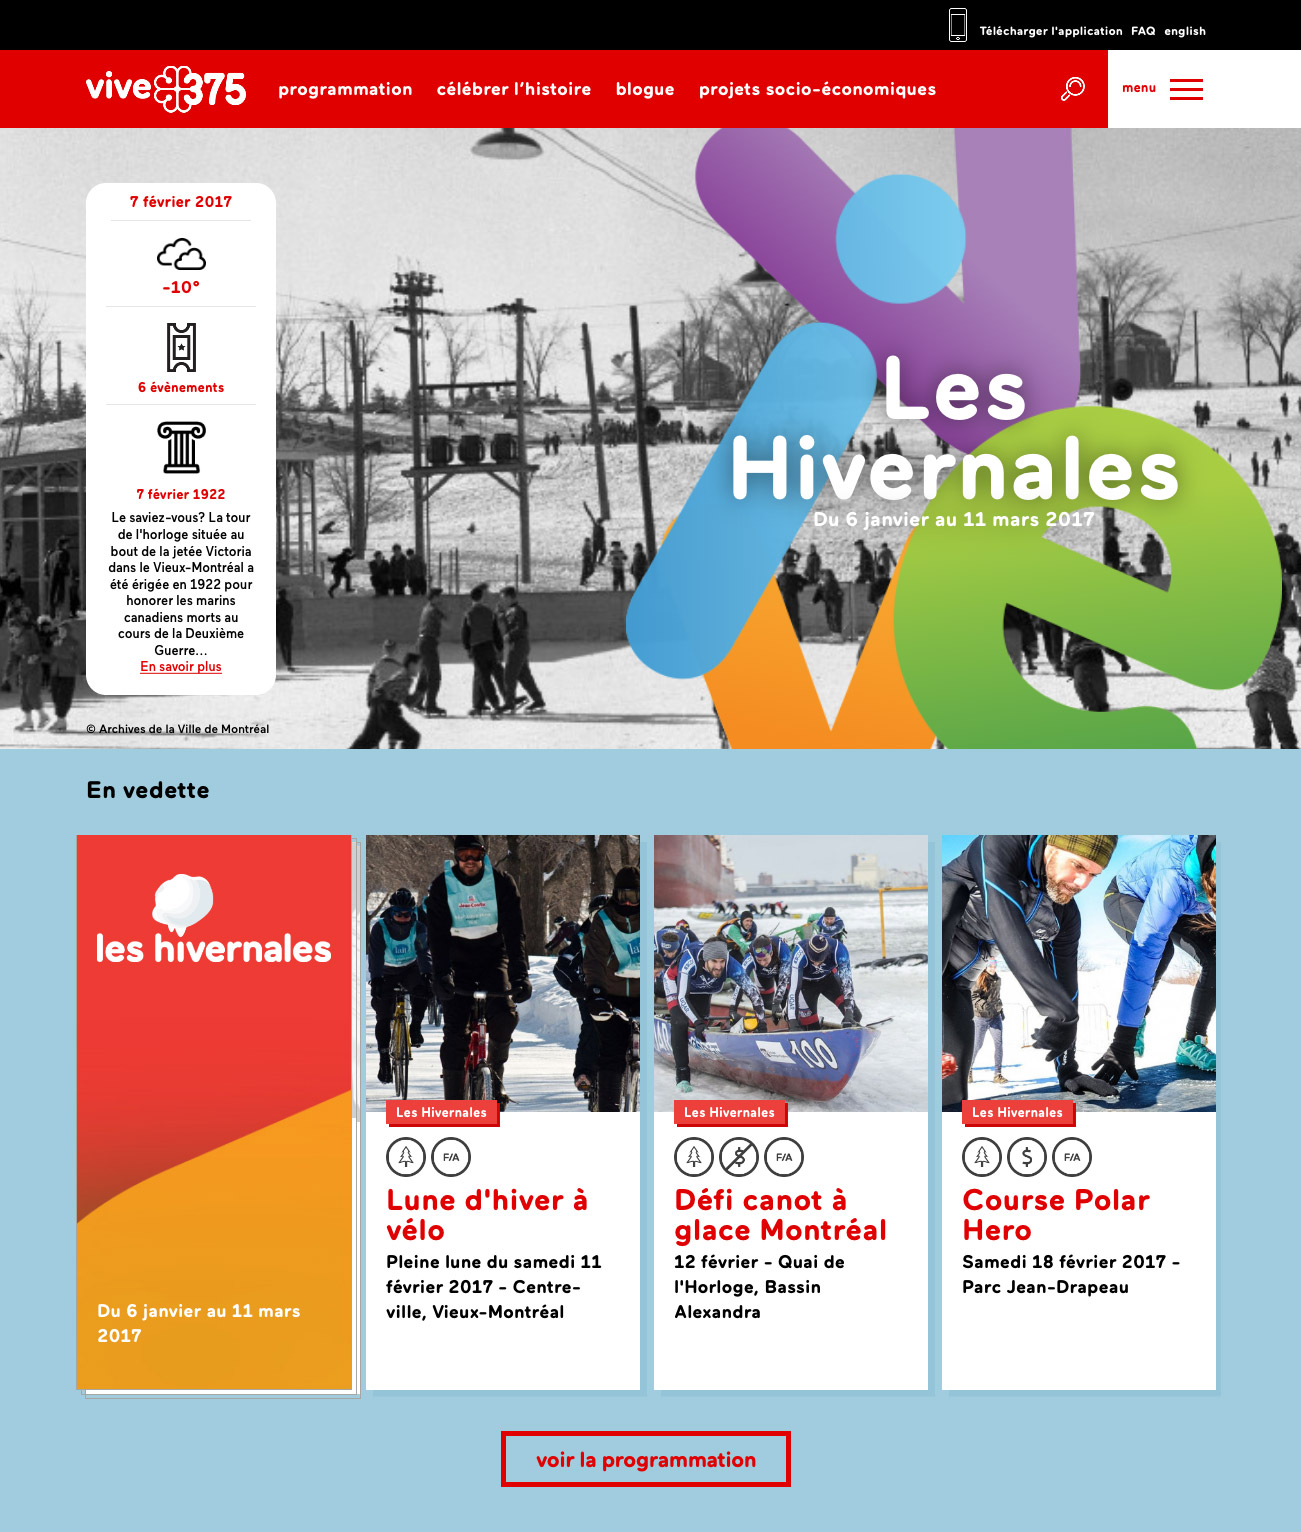 Télécharger l'application FAQ english
vive 375 programmation célébrer l'histoire blogue projets socio-économiques menu
7 février 2017
-10°
6 évènements
7 février 1922
Le saviez-vous? La tour
de l'horloge située au
bout de la jetée Victoria
dans le Vieux-Montréal a
été érigée en 1922 pour
honorer les marins
canadiens morts au
cours de la Deuxième
Guerre...
En savoir plus
© Archives de la Ville de Montréal
vive
Les
Hivernales
Du 6 janvier au 11 mars 2017
En vedette
les hivernales
Du 6 janvier au 11 mars
2017
Les Hivernales
F/A
Lune d'hiver à
vélo
Pleine lune du samedi 11
février 2017 - Centre-
ville, Vieux-Montréal
100
Les Hivernales
$ F/A
Défi canot à
glace Montréal
12 février - Quai de
l'Horloge, Bassin
Alexandra
Les Hivernales
$ F/A
Course Polar
Hero
Samedi 18 février 2017 -
Parc Jean-Drapeau
voir la programmation